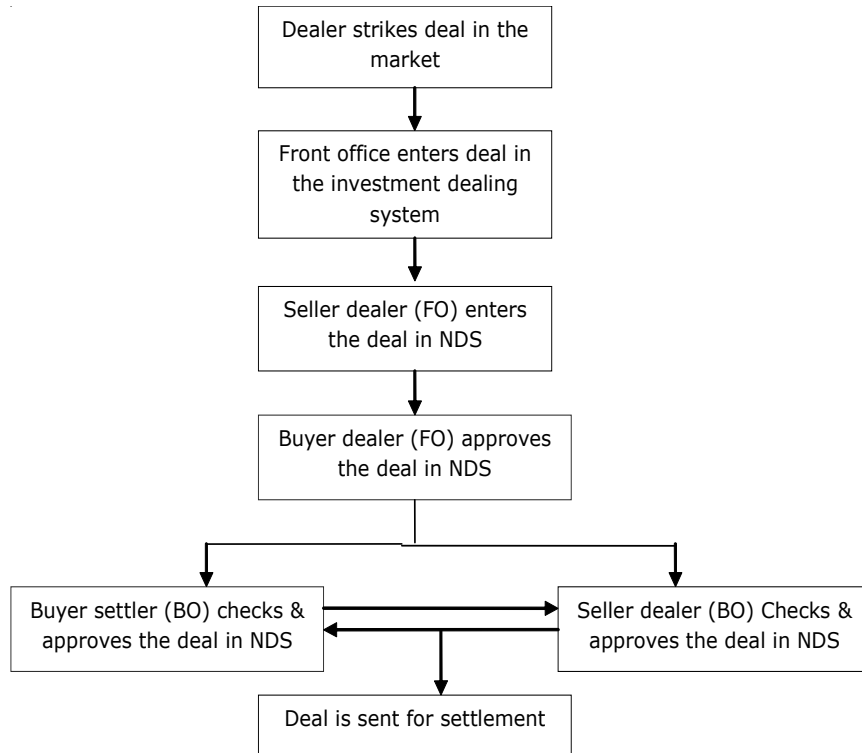 Dealer strikes deal in the
market
Front office enters deal in
the investment dealing
system
Seller dealer (FO) enters
the deal in NDS
Buyer dealer (FO) approves
the deal in NDS
Buyer settler (BO) checks &
approves the deal in NDS
Seller dealer (BO) Checks &
approves the deal in NDS
Deal is sent for settlement